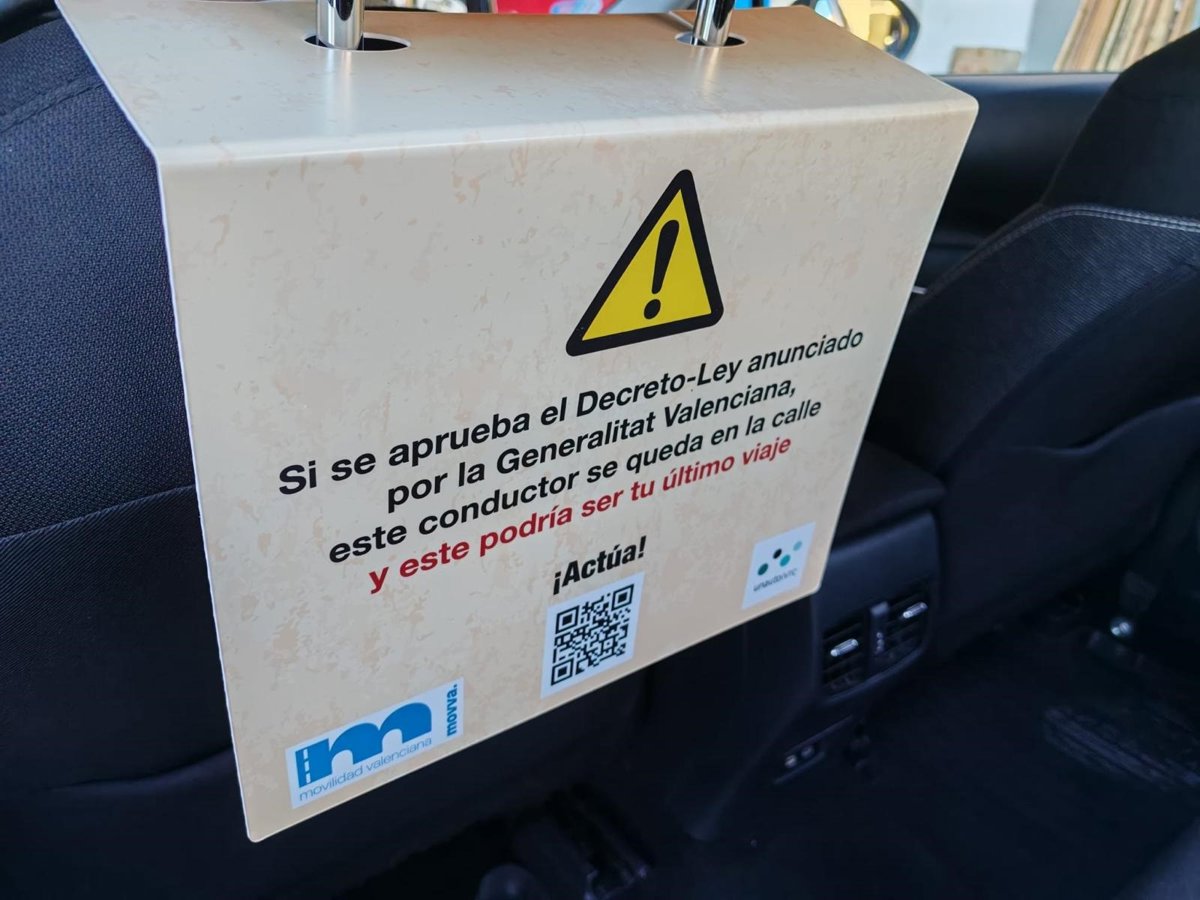 Si se aprueba el Decreto-Ley anunciado
por la Generalitat Valenciana,
este conductor se queda en la calle
y este podría ser tu último viaje
¡Actúa!
unautoVTC
m movva.
movilidad valenciana